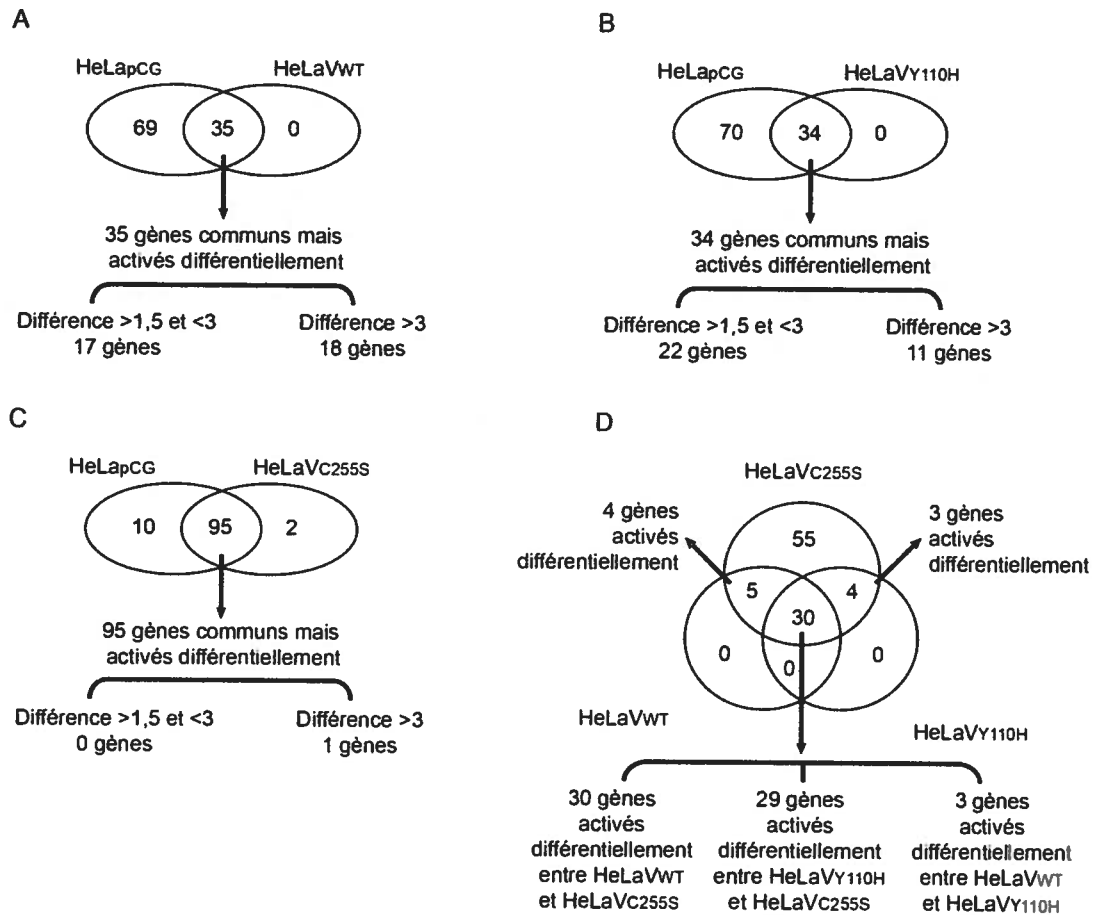 A
HeLapCG
HeLaVWT
69
35
0
35 gènes communs mais
activés différentiellement
Différence >1,5 et <3
17 gènes
Différence >3
18 gènes
B
HeLapCG
HeLaVY110H
70
34
0
34 gènes communs mais
activés différentiellement
Différence >1,5 et <3
22 gènes
Différence >3
11 génes
C
HeLapCG
HeLaVC255S
10
95
2
95 gènes communs mais
activés différentiellement
Différence >1,5 et <3
0 gènes
Différence >3
1 gènes
D
HeLaVC255S
4 gènes
activés
différentiellement
55
3 gènes
activés
différentiellement
5
4
30
0
0
0
HeLaVWT
HeLaVY110H
30 gènes
activés
différentiellement
entre HeLaVWT
et HeLaVC255S
29 gènes
activés
différentiellement
entre HeLaVY110H
et HeLaVC255S
3 gènes
activés
différentiellement
entre HeLaVWT
et HeLaVY110H